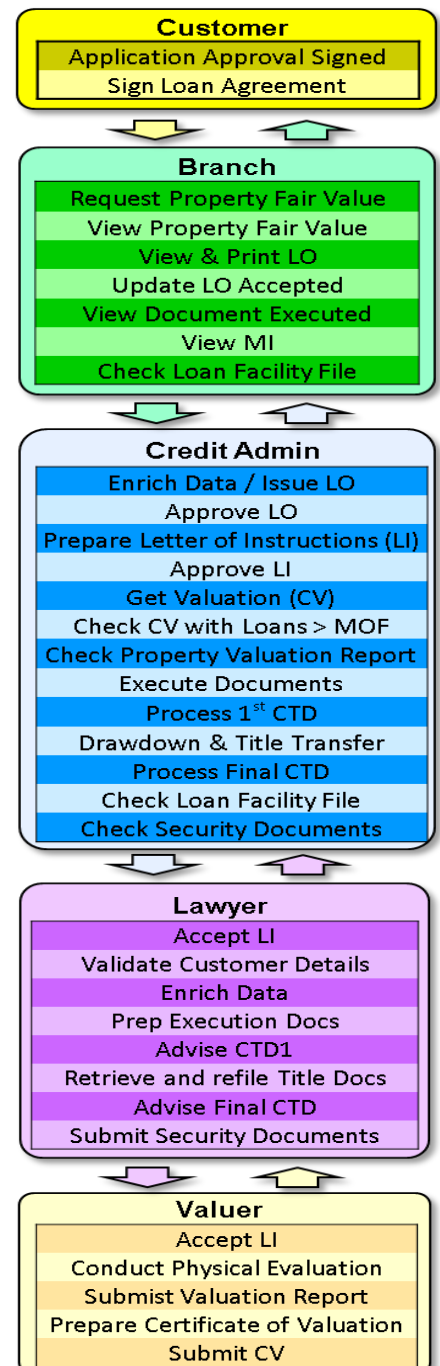 Customer
Application Approval Signed
Sign Loan Agreement
Branch
Request Property Fair Value
View Property Fair Value
View & Print LO
Update LO Accepted
View Document Executed
View MI
Check Loan Facility File
Credit Admin
Enrich Data / Issue LO
Approve LO
Prepare Letter of Instructions (LI)
Approve LI
Get Valuation (CV)
Check CV with Loans > MOF
Check Property Valuation Report
Execute Documents
Process 1st CTD
Drawdown & Title Transfer
Process Final CTD
Check Loan Facility File
Check Security Documents
Lawyer
Accept LI
Validate Customer Details
Enrich Data
Prep Execution Docs
Advise CTD1
Retrieve and refile Title Docs
Advise Final CTD
Submit Security Documents
Valuer
Accept LI
Conduct Physical Evaluation
Submist Valuation Report
Prepare Certificate of Valuation
Submit CV